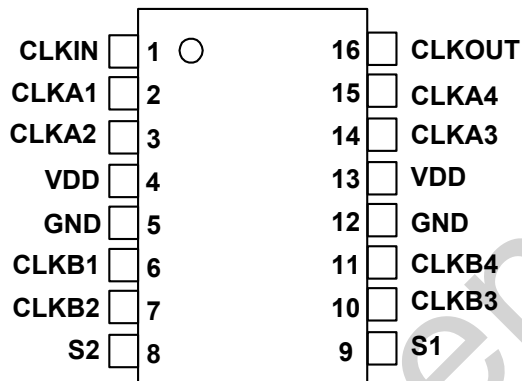 CLKIN 1 16 CLKOUT
CLKA1 2 15 CLKA4
CLKA2 3 14 CLKA3
VDD 4 13 VDD
GND 5 12 GND
CLKB1 6 11 CLKB4
CLKB2 7 10 CLKB3
S2 8 9 S1